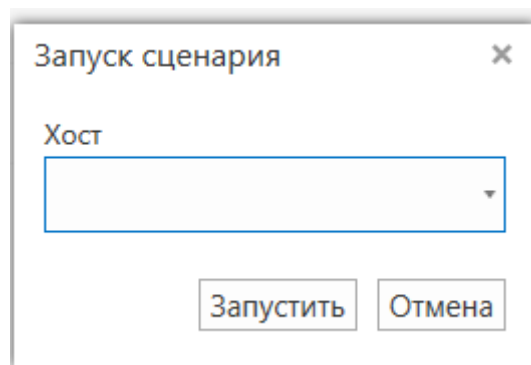 Запуск сценария
Хост
Запустить Отмена